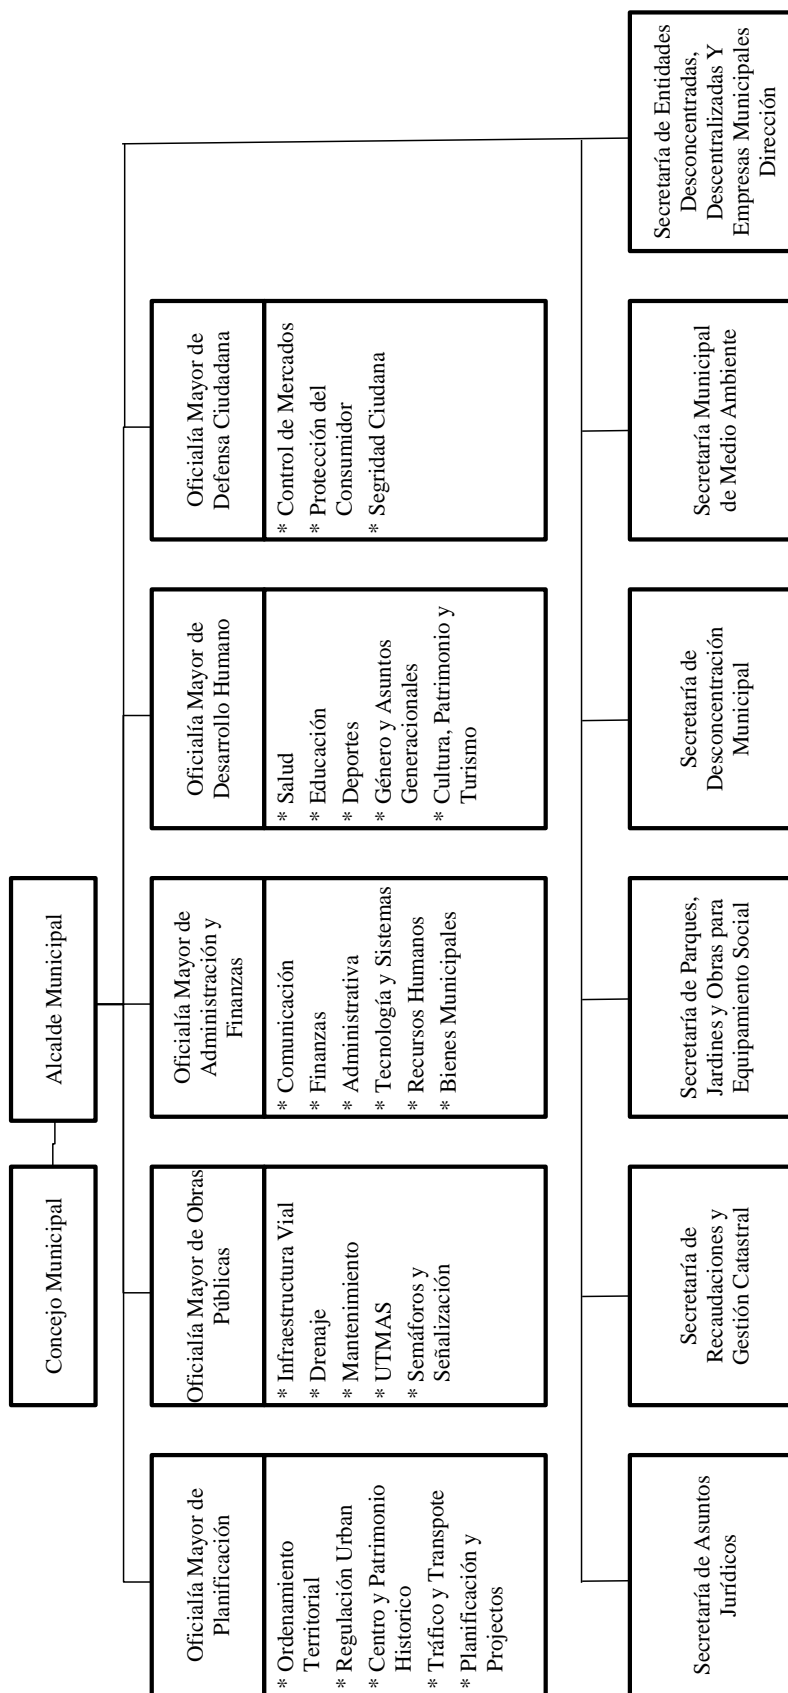 Concejo Municipal
Alcalde Municipal
Oficialía Mayor de
Planificación
* Ordenamiento
Territorial
* Regulación Urban
* Centro y Patrimonio
Historico
* Tráfico y Transpote
* Planificación y
Projectos
Oficialía Mayor de Obras
Públicas
* Infraestructura Vial
* Drenaje
* Mantenimiento
* UTMAS
* Semáforos y
Señalización
Oficialía Mayor de
Administración y
Finanzas
* Comunicación
* Finanzas
* Administrativa
* Tecnología y Sistemas
* Recursos Humanos
* Bienes Municipales
Oficialía Mayor de
Desarrollo Humano
* Salud
* Educación
* Deportes
* Género y Asuntos
Generacionales
* Cultura, Patrimonio y
Turismo
Oficialía Mayor de
Defensa Ciudadana
* Control de Mercados
* Protección del
Consumidor
* Segridad Ciudana
Secretaría de Asuntos
Jurídicos
Secretaría de
Recaudaciones y
Gestión Catastral
Secretaría de Parques,
Jardines y Obras para
Equipamiento Social
Secretaría de
Desconcentración
Municipal
Secretaría Municipal
de Medio Ambiente
Secretaría de Entidades
Desconcentradas,
Descentralizadas Y
Empresas Municipales
Dirección